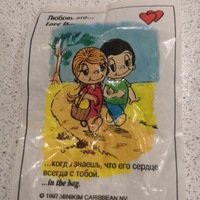 Любовь это...
Love is...
...когда знаешь, что его сердце
всегда с тобой.
...in the bag.
© 1997 MINIKIM CARIBBEAN NV